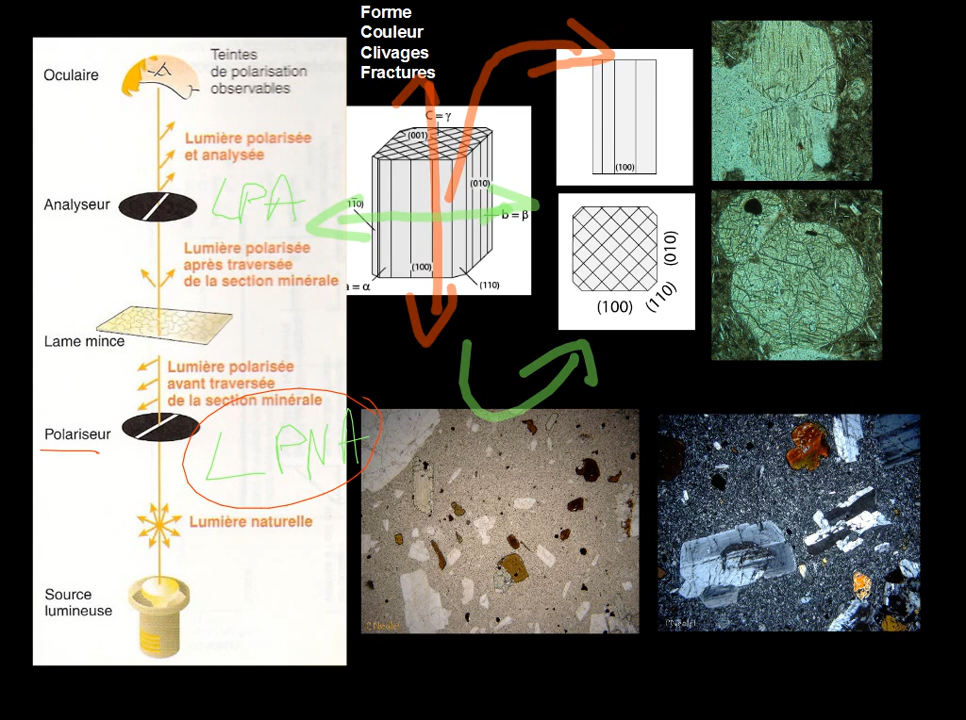 Forme
Couleur
Clivages
Fractures
Oculaire
Teintes
de polarisation
observables
Lumière polarisée
et analysée
Analyseur
LPA
Lumière polarisée
après traversée
de la section minérale
Lame mince
Lumière polarisée
avant traversée
de la section minérale
Polariseur
LPNA
Lumière naturelle
Source
lumineuse
C = γ
(001)
(010)
110)
b = β
(100)
(110)
a = α
(100)
(010)
(110)
(100)